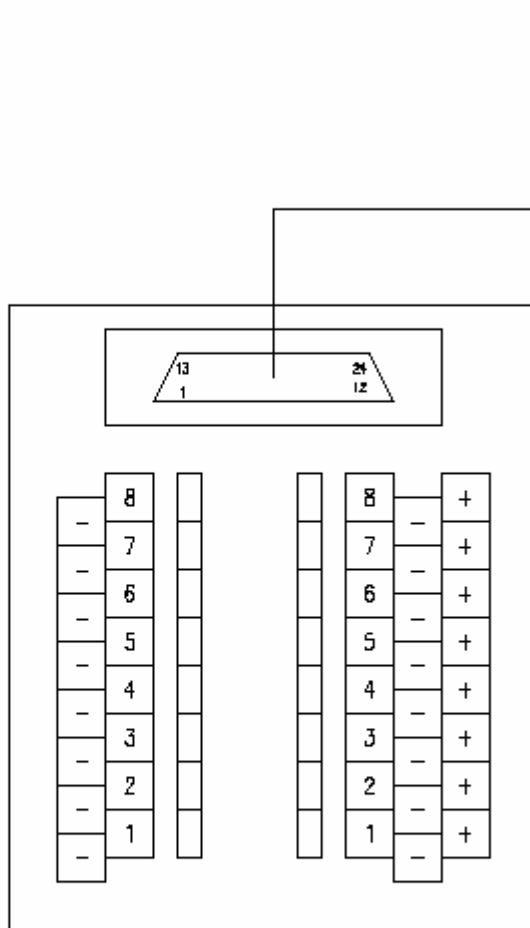 13 24
1 12
8 8 +
- -
7 7 +
- -
6 6 +
- -
5 5 +
- -
4 4 +
- -
3 3 +
- -
2 2 +
- -
1 1 +
- -